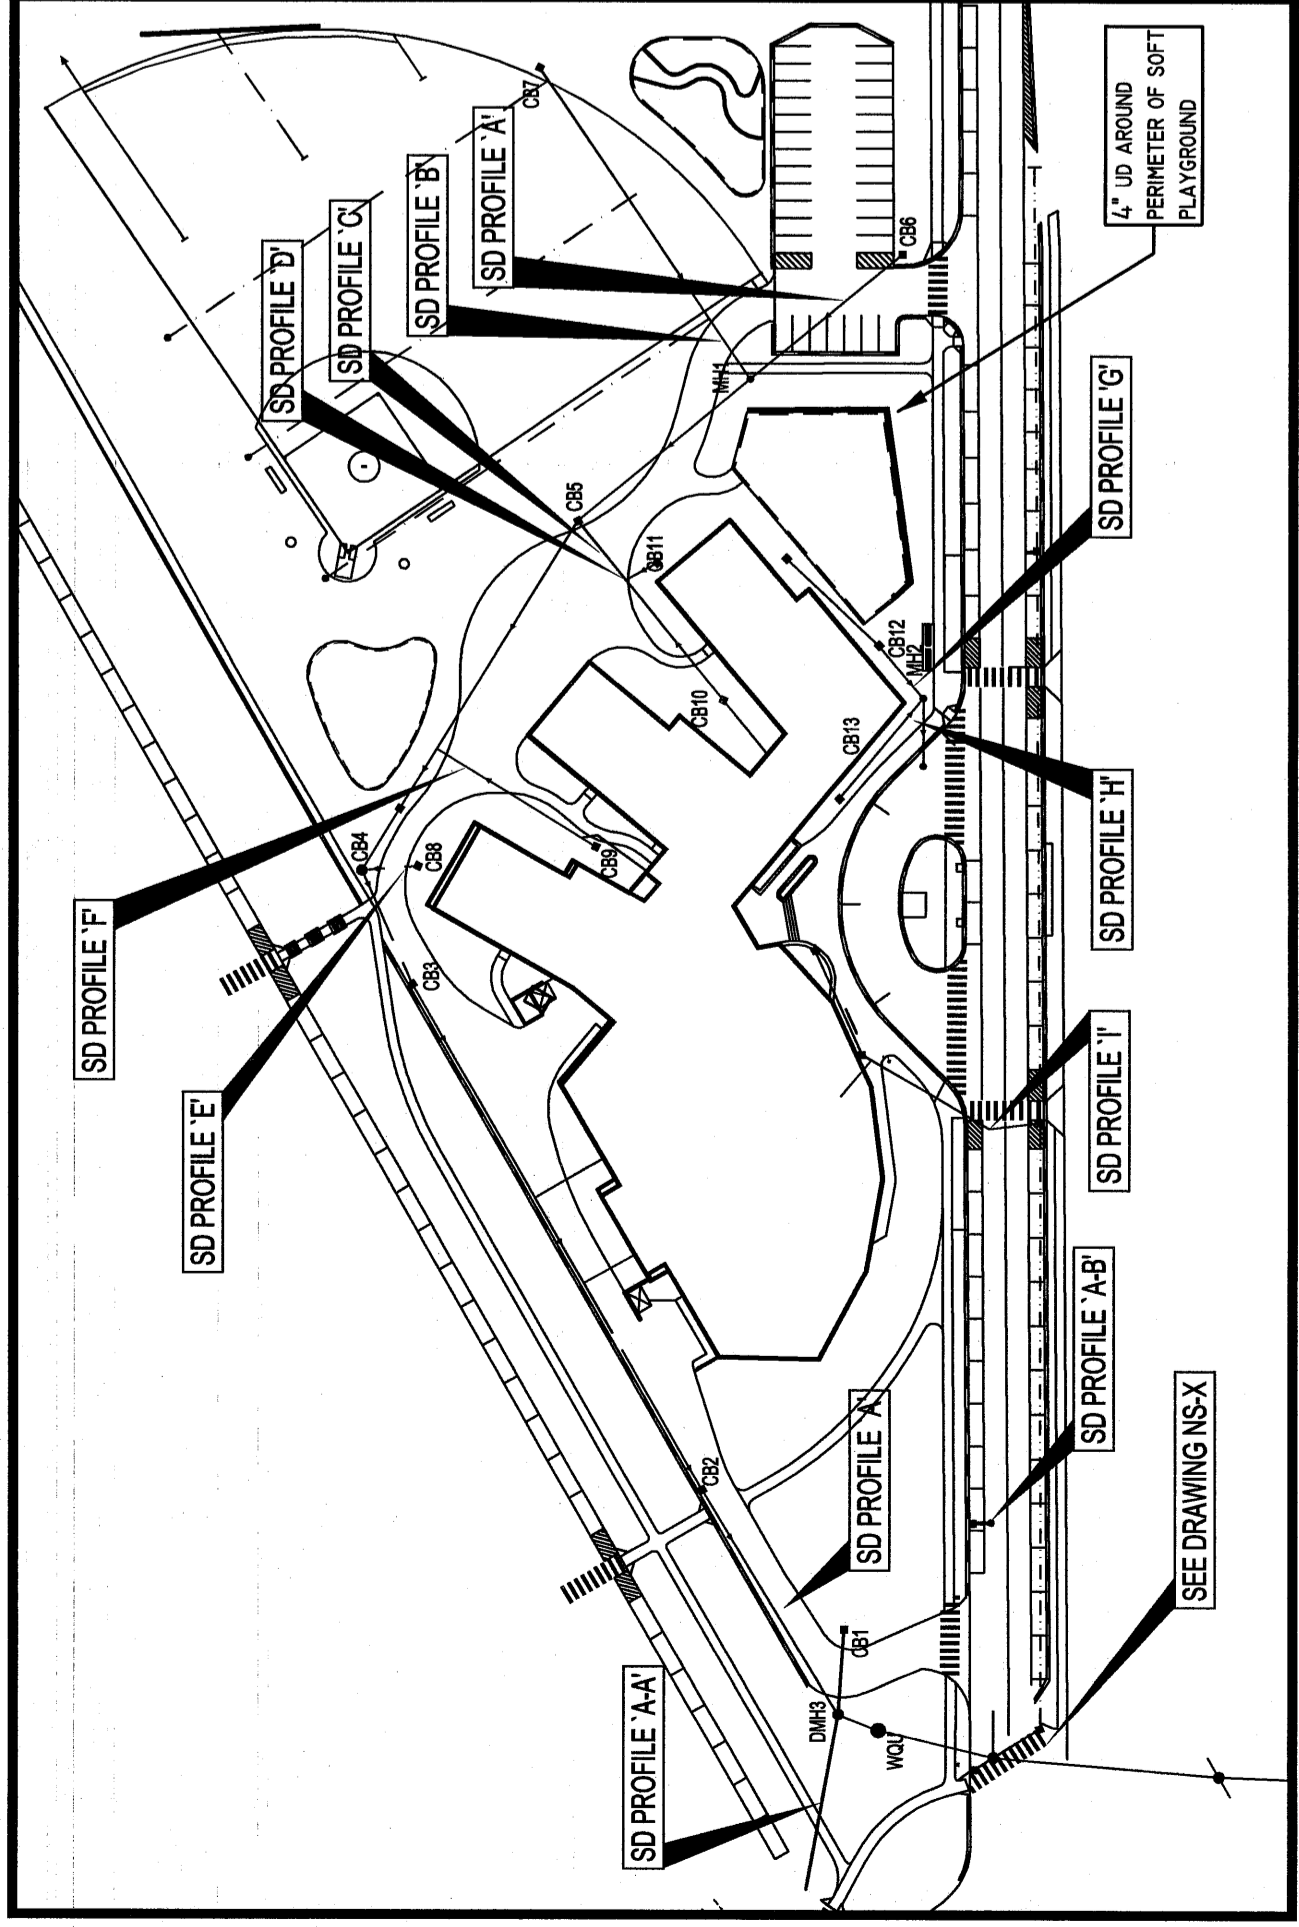 SD PROFILE `A-A'
SD PROFILE `E'
SD PROFILE `F'
SD PROFILE `D'
SD PROFILE `C'
SD PROFILE `B'
SD PROFILE `A'
CB7
CB5
CB11
CB4
CB8
CB3
CB9
CB10
MH1
CB6
CB12
MH2
CB13
CB2
SD PROFILE `A'
CB1
DMH3
WQU
SD PROFILE 'G'
SD PROFILE `H'
SD PROFILE `I'
SD PROFILE `A-B'
SEE DRAWING NS-X
4" UD AROUND
PERIMETER OF SOFT
PLAYGROUND